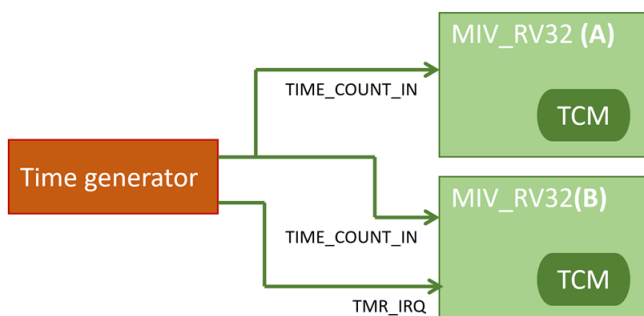 MIV_RV32 (A)
TIME_COUNT_IN
TCM
Time generator
MIV_RV32(B)
TIME_COUNT_IN
TCM
TMR_IRQ